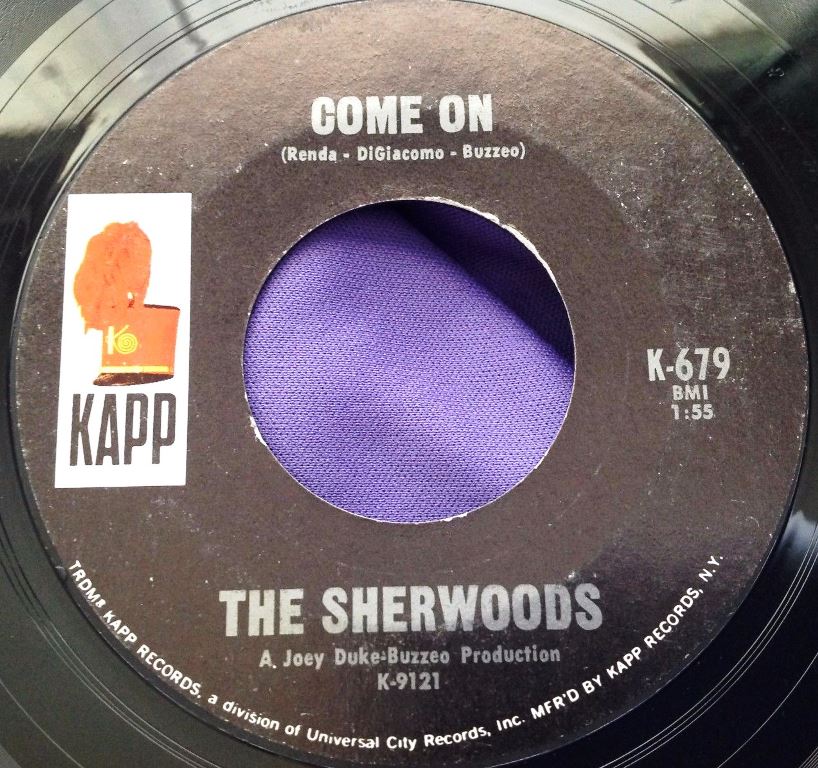 COME ON
(Renda - DiGiacomo - Buzzeo)
K
KAPP
K-679
BMI
1:55
THE SHERWOODS
A Joey Duke-Buzzeo Production
K-9121
TRDMK KAPP RECORDS, a division of Universal City Records, Inc. MFR'D BY KAPP RECORDS, N.Y.